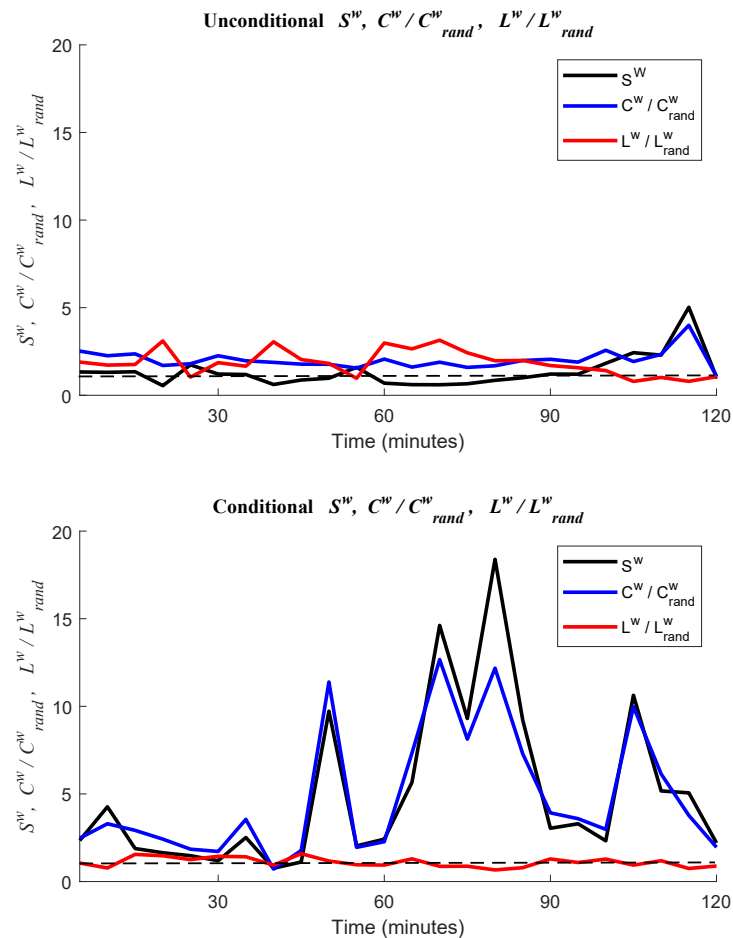 Unconditional S^w, C^w / C^w_rand, L^w / L^w_rand
20
15
10
5
0
S^w, C^w / C^w_rand, L^w / L^w_rand
S^W
C^w / C^w_rand
L^w / L^w_rand
30
60
90
120
Time (minutes)
Conditional S^w, C^w / C^w_rand, L^w / L^w_rand
20
15
10
5
0
S^w, C^w / C^w_rand, L^w / L^w_rand
S^w
C^w / C^w_rand
L^w / L^w_rand
30
60
90
120
Time (minutes)